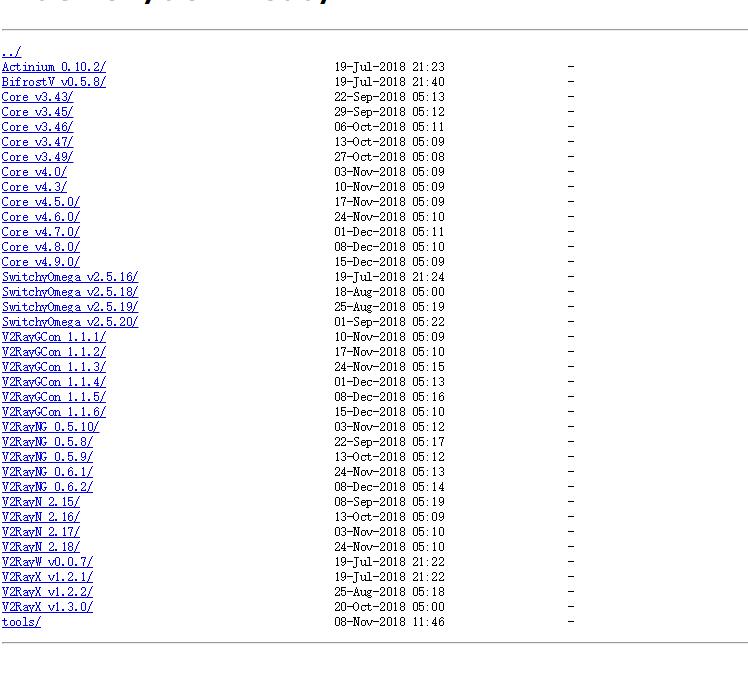 ../
Actinium 0.10.2/ 19-Jul-2018 21:23 -
BifrostV v0.5.8/ 19-Jul-2018 21:40 -
Core v3.43/ 22-Sep-2018 05:13 -
Core v3.45/ 29-Sep-2018 05:12 -
Core v3.46/ 06-Oct-2018 05:11 -
Core v3.47/ 13-Oct-2018 05:09 -
Core v3.49/ 27-Oct-2018 05:08 -
Core v4.0/ 03-Nov-2018 05:09 -
Core v4.3/ 10-Nov-2018 05:09 -
Core v4.5.0/ 17-Nov-2018 05:09 -
Core v4.6.0/ 24-Nov-2018 05:10 -
Core v4.7.0/ 01-Dec-2018 05:11 -
Core v4.8.0/ 08-Dec-2018 05:10 -
Core v4.9.0/ 15-Dec-2018 05:09 -
SwitchyOmega v2.5.16/ 19-Jul-2018 21:24 -
SwitchyOmega v2.5.18/ 18-Aug-2018 05:00 -
SwitchyOmega v2.5.19/ 25-Aug-2018 05:19 -
SwitchyOmega v2.5.20/ 01-Sep-2018 05:22 -
V2RayGCon 1.1.1/ 10-Nov-2018 05:09 -
V2RayGCon 1.1.2/ 17-Nov-2018 05:10 -
V2RayGCon 1.1.3/ 24-Nov-2018 05:15 -
V2RayGCon 1.1.4/ 01-Dec-2018 05:13 -
V2RayGCon 1.1.5/ 08-Dec-2018 05:16 -
V2RayGCon 1.1.6/ 15-Dec-2018 05:10 -
V2RayNG 0.5.10/ 03-Nov-2018 05:12 -
V2RayNG 0.5.8/ 22-Sep-2018 05:17 -
V2RayNG 0.5.9/ 13-Oct-2018 05:12 -
V2RayNG 0.6.1/ 24-Nov-2018 05:13 -
V2RayNG 0.6.2/ 08-Dec-2018 05:14 -
V2RayN 2.15/ 08-Sep-2018 05:19 -
V2RayN 2.16/ 13-Oct-2018 05:09 -
V2RayN 2.17/ 03-Nov-2018 05:10 -
V2RayN 2.18/ 24-Nov-2018 05:10 -
V2RayW v0.0.7/ 19-Jul-2018 21:22 -
V2RayX v1.2.1/ 19-Jul-2018 21:22 -
V2RayX v1.2.2/ 25-Aug-2018 05:18 -
V2RayX v1.3.0/ 20-Oct-2018 05:00 -
tools/ 08-Nov-2018 11:46 -